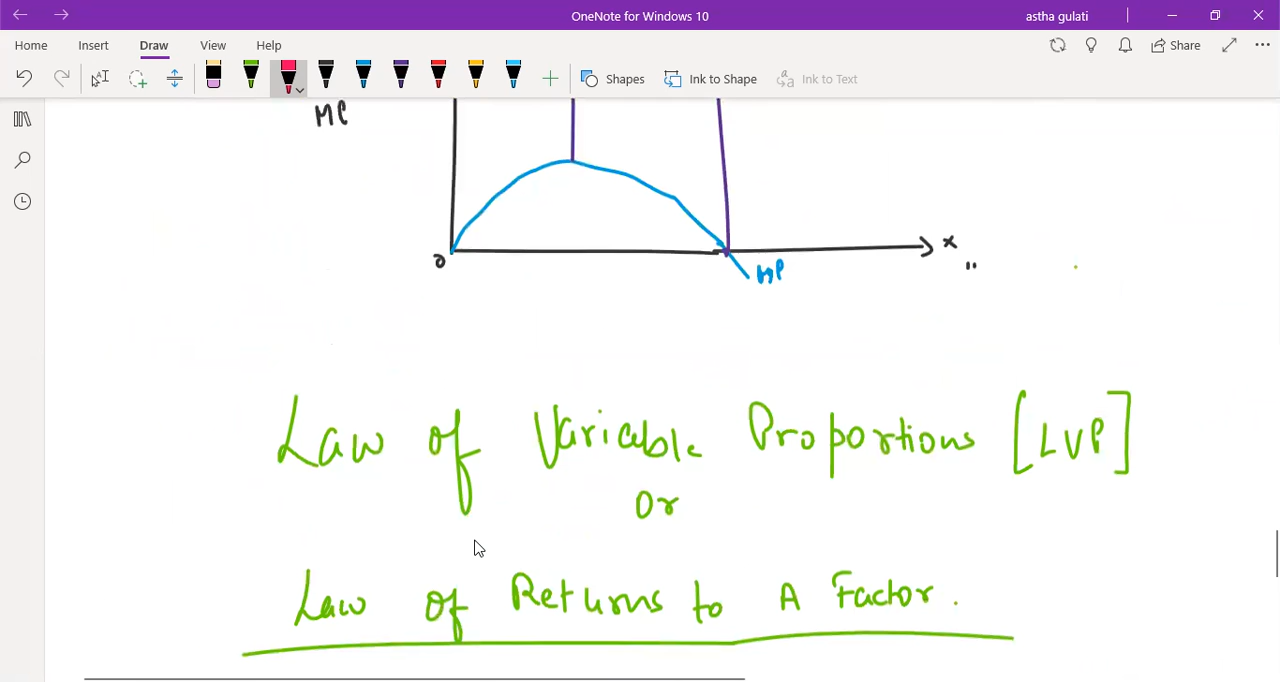 OneNote for Windows 10
astha gulati
Home Insert Draw View Help
Share
Shapes Ink to Shape Ink to Text
MP
O
x
MP
Law of Variable Proportions [LVP]
Or
Law of Returns to A Factor.